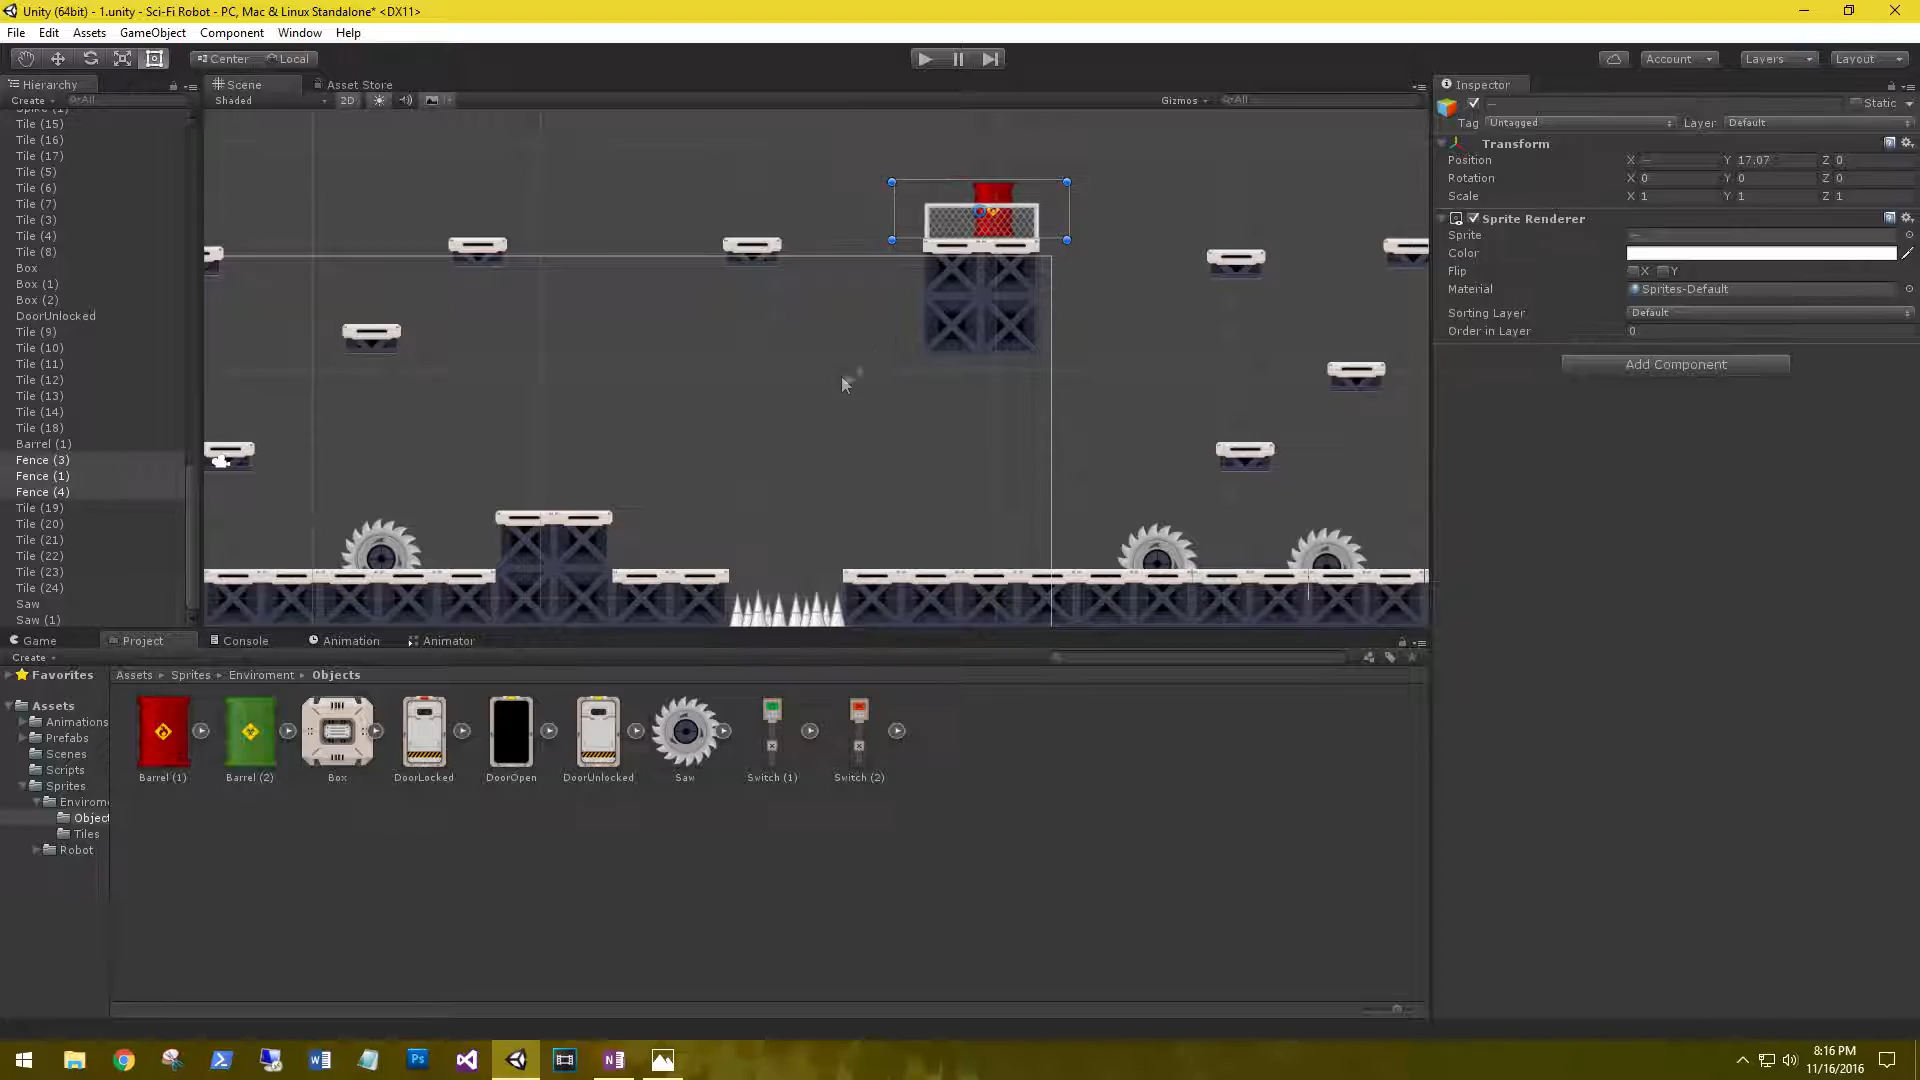 Unity (64bit) - 1.unity - Sci-Fi Robot - PC, Mac & Linux Standalone* <DX11>
File Edit Assets GameObject Component Window Help
Center Local Account Layers Layout
Hierarchy Scene Asset Store Inspector
Create All Shaded 2D Gizmos All Static
Tag Untagged Layer Default
Transform
Position X — Y 17.07 Z 0
Rotation X 0 Y 0 Z 0
Scale X 1 Y 1 Z 1
Sprite Renderer
Sprite
Color
Flip X Y
Material Sprites-Default
Sorting Layer Default
Order in Layer 0
Add Component
Tile (15)
Tile (16)
Tile (17)
Tile (5)
Tile (6)
Tile (7)
Tile (3)
Tile (4)
Tile (8)
Box
Box (1)
Box (2)
DoorUnlocked
Tile (9)
Tile (10)
Tile (11)
Tile (12)
Tile (13)
Tile (14)
Tile (18)
Barrel (1)
Fence (3)
Fence (1)
Fence (4)
Tile (19)
Tile (20)
Tile (21)
Tile (22)
Tile (23)
Tile (24)
Saw
Saw (1)
Game Project Console Animation Animator
Create
Favorites
Assets
Animations
Prefabs
Scenes
Scripts
Sprites
Envirom
Object
Tiles
Robot
Assets Sprites Enviroment Objects
Barrel (1) Barrel (2) Box DoorLocked DoorOpen DoorUnlocked Saw Switch (1) Switch (2)
8:16 PM
11/16/2016